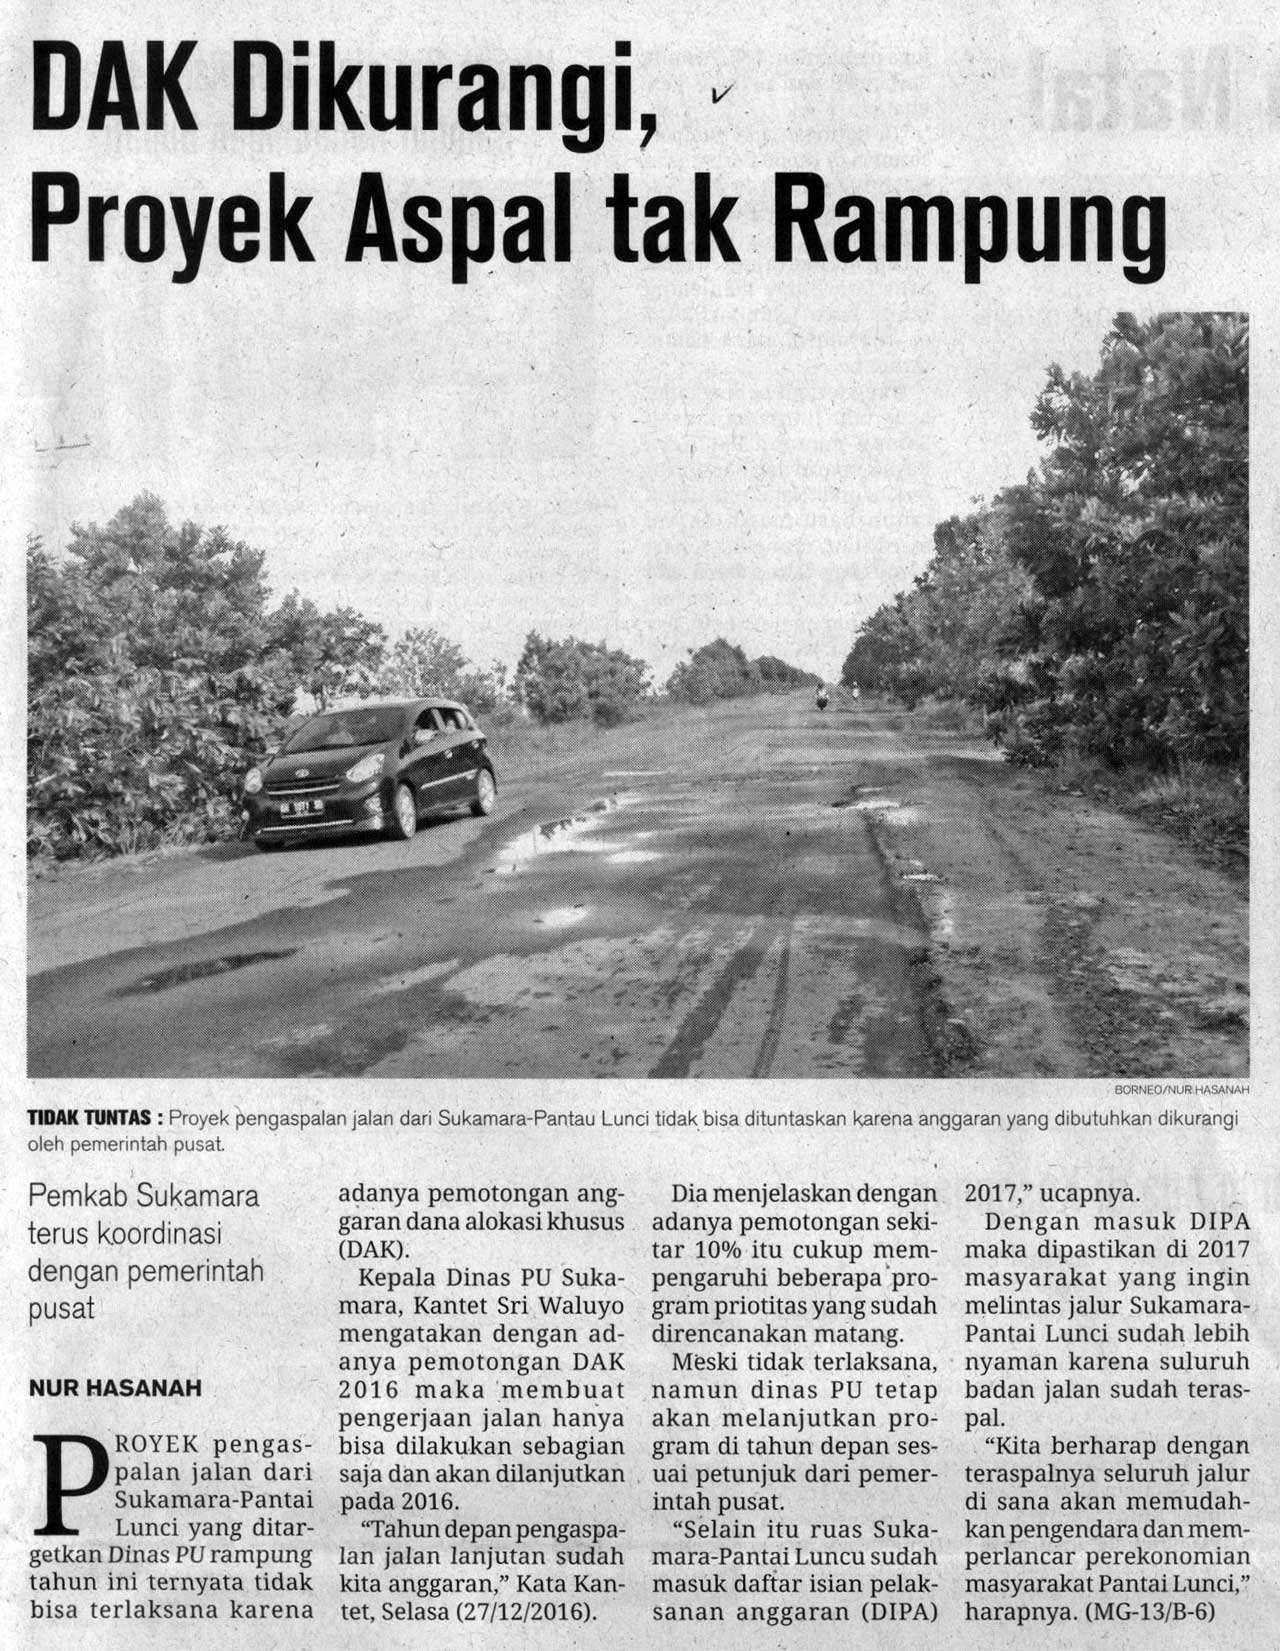 DAK Dikurangi,
Proyek Aspal tak Rampung
BORNEO/NUR HASANAH
TIDAK TUNTAS : Proyek pengaspalan jalan dari Sukamara-Pantau Lunci tidak bisa dituntaskan karena anggaran yang dibutuhkan dikurangi
oleh pemerintah pusat.
Pemkab Sukamara
terus koordinasi
dengan pemerintah
pusat
NUR HASANAH
PROYEK pengas-
palan jalan dari
Sukamara-Pantai
Lunci yang ditar-
getkan Dinas PU rampung
tahun ini ternyata tidak
bisa terlaksana karena
adanya pemotongan ang-
garan dana alokasi khusus
(DAK).
Kepala Dinas PU Suka-
mara, Kantet Sri Waluyo
mengatakan dengan ad-
anya pemotongan DAK
2016 maka membuat
pengerjaan jalan hanya
bisa dilakukan sebagian
saja dan akan dilanjutkan
pada 2016.
“Tahun depan pengaspa-
lan jalan lanjutan sudah
kita anggaran,” Kata Kan-
tet, Selasa (27/12/2016).
Dia menjelaskan dengan
adanya pemotongan seki-
tar 10% itu cukup mem-
pengaruhi beberapa pro-
gram priotitas yang sudah
direncanakan matang.
Meski tidak terlaksana,
namun dinas PU tetap
akan melanjutkan pro-
gram di tahun depan ses-
uai petunjuk dari pemer-
intah pusat.
“Selain itu ruas Suka-
mara-Pantai Luncu sudah
masuk daftar isian pelak-
sanan anggaran (DIPA)
2017,” ucapnya.
Dengan masuk DIPA
maka dipastikan di 2017
masyarakat yang ingin
melintas jalur Sukamara-
Pantai Lunci sudah lebih
nyaman karena suluruh
badan jalan sudah teras-
pal.
“Kita berharap dengan
teraspalnya seluruh jalur
di sana akan memudah-
kan pengendara dan mem-
perlancar perekonomian
masyarakat Pantai Lunci,”
harapnya. (MG-13/B-6)